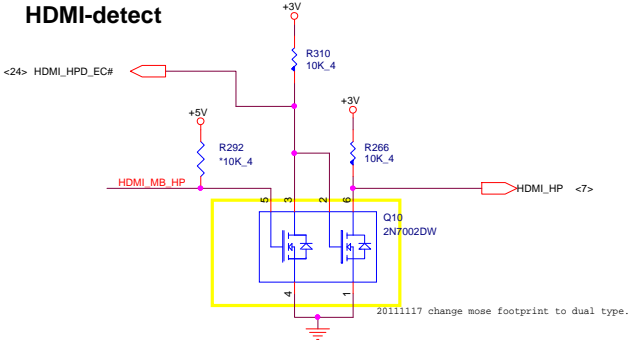 HDMI-detect
+3V
R310
10K_4
<24> HDMI_HPD_EC#
+5V
+3V
R292
*10K_4
R266
10K_4
HDMI_MB_HP
HDMI_HP <7>
5
3
2
6
Q10
2N7002DW
4
1
20111117 change mose footprint to dual type.